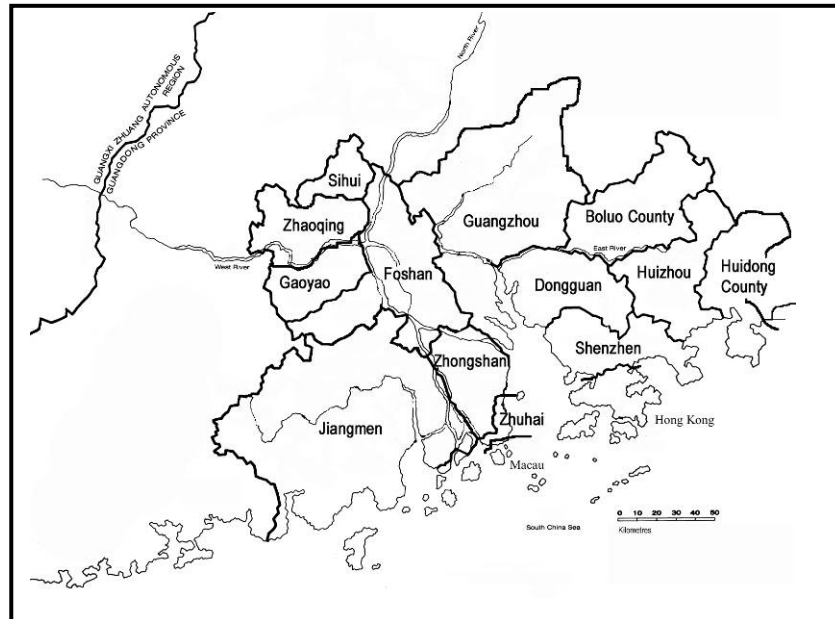 North River
GUANGXI ZHUANG AUTONOMOUS
REGION
GUANGDONG PROVINCE
Sihui
Zhaoqing
Guangzhou
Boluo County
West River
East River
Gaoyao
Foshan
Dongguan
Huizhou
Huidong
County
Shenzhen
Zhongshan
Jiangmen
Zhuhai
Hong Kong
Macau
South China Sea
0 10 20 30 40 50
Kilometres